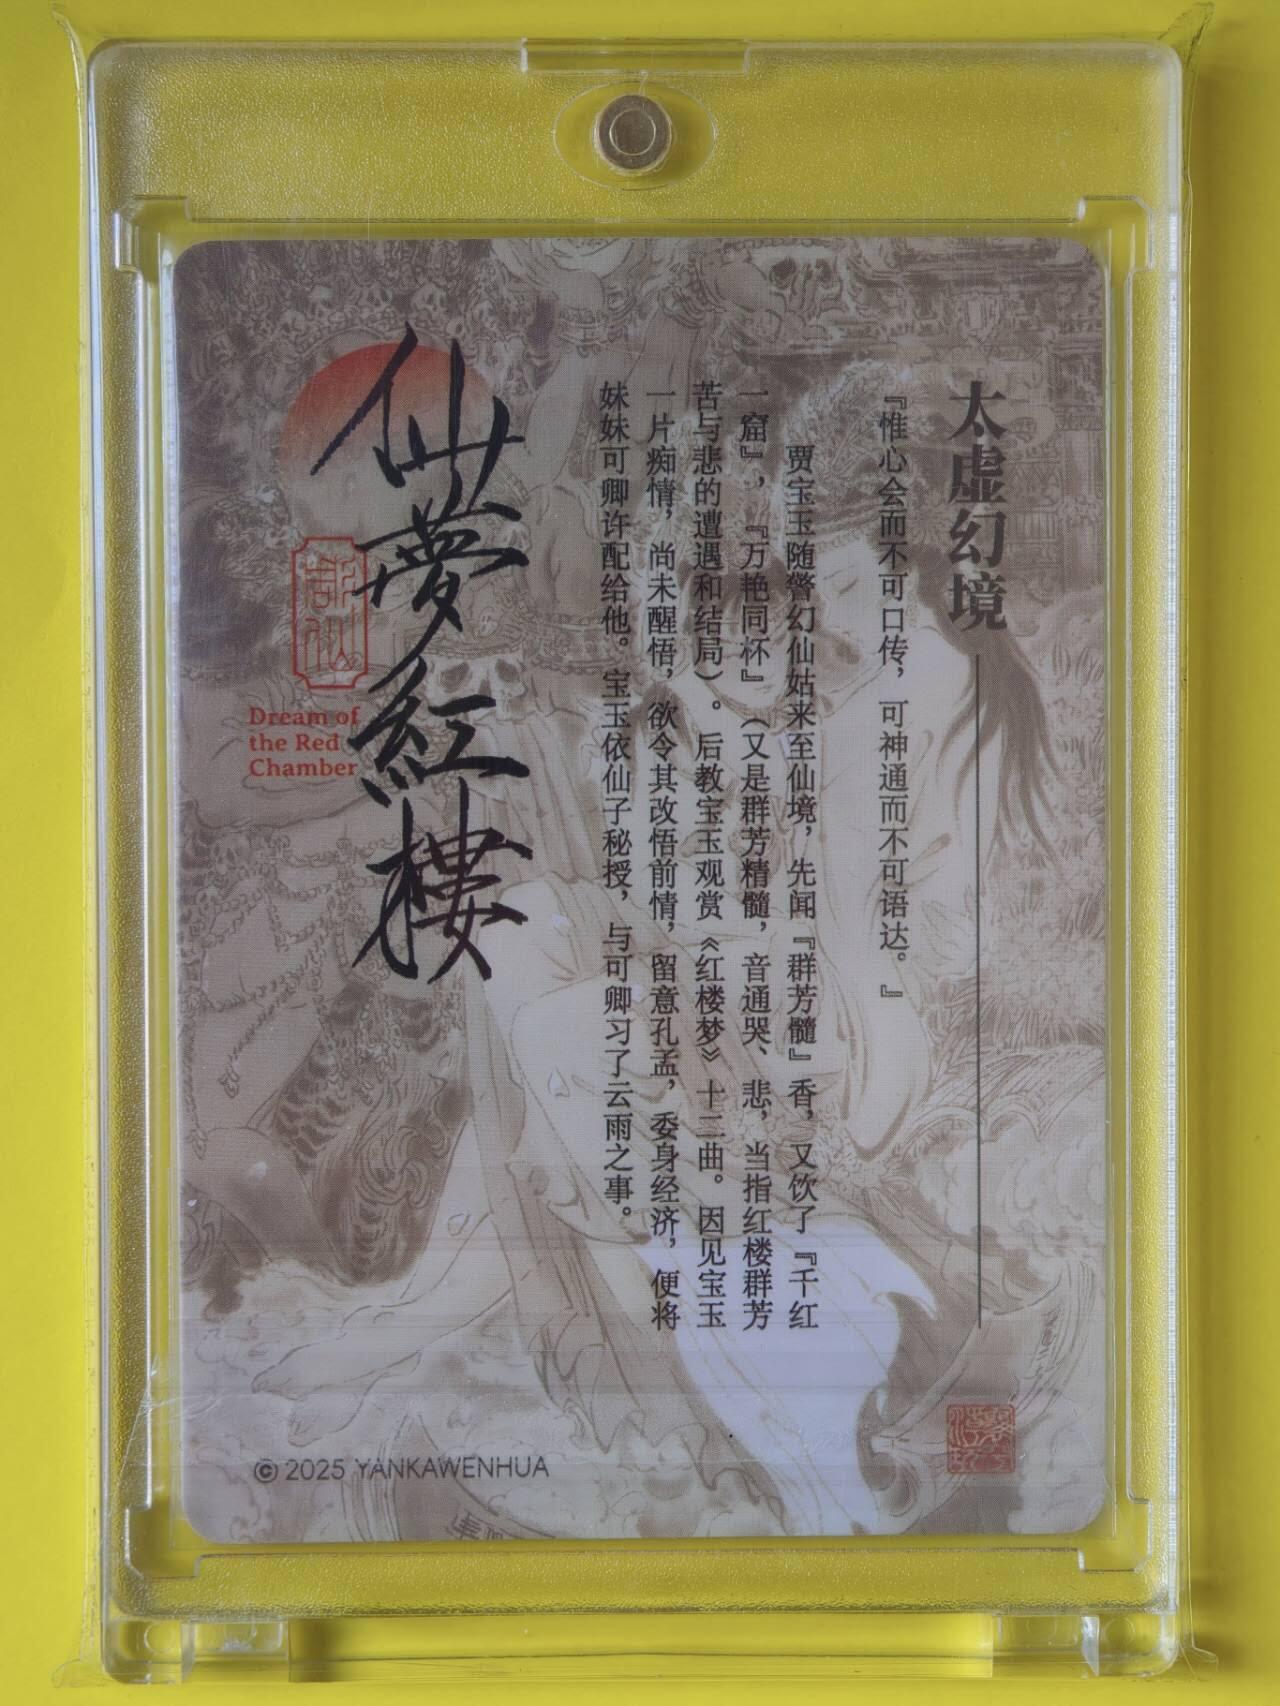 太虚幻境
『惟心会而不可口传，可神通而不可语达。』
贾宝玉随警幻仙姑来至仙境，先闻『群芳髓』香，又饮了『千红
一窟』，『万艳同杯』（又是群芳精髓，音通哭、悲，当指红楼群芳
苦与悲的遭遇和结局）。后教宝玉观赏《红楼梦》十二曲。因见宝玉
一片痴情，尚未醒悟，欲令其改悟前情，留意孔孟，委身经济，便将
妹妹可卿许配给他。宝玉依仙子秘授，与可卿习了云雨之事。
仙夢紅樓
Dream of
the Red
Chamber
© 2025 YANKAWENHUA